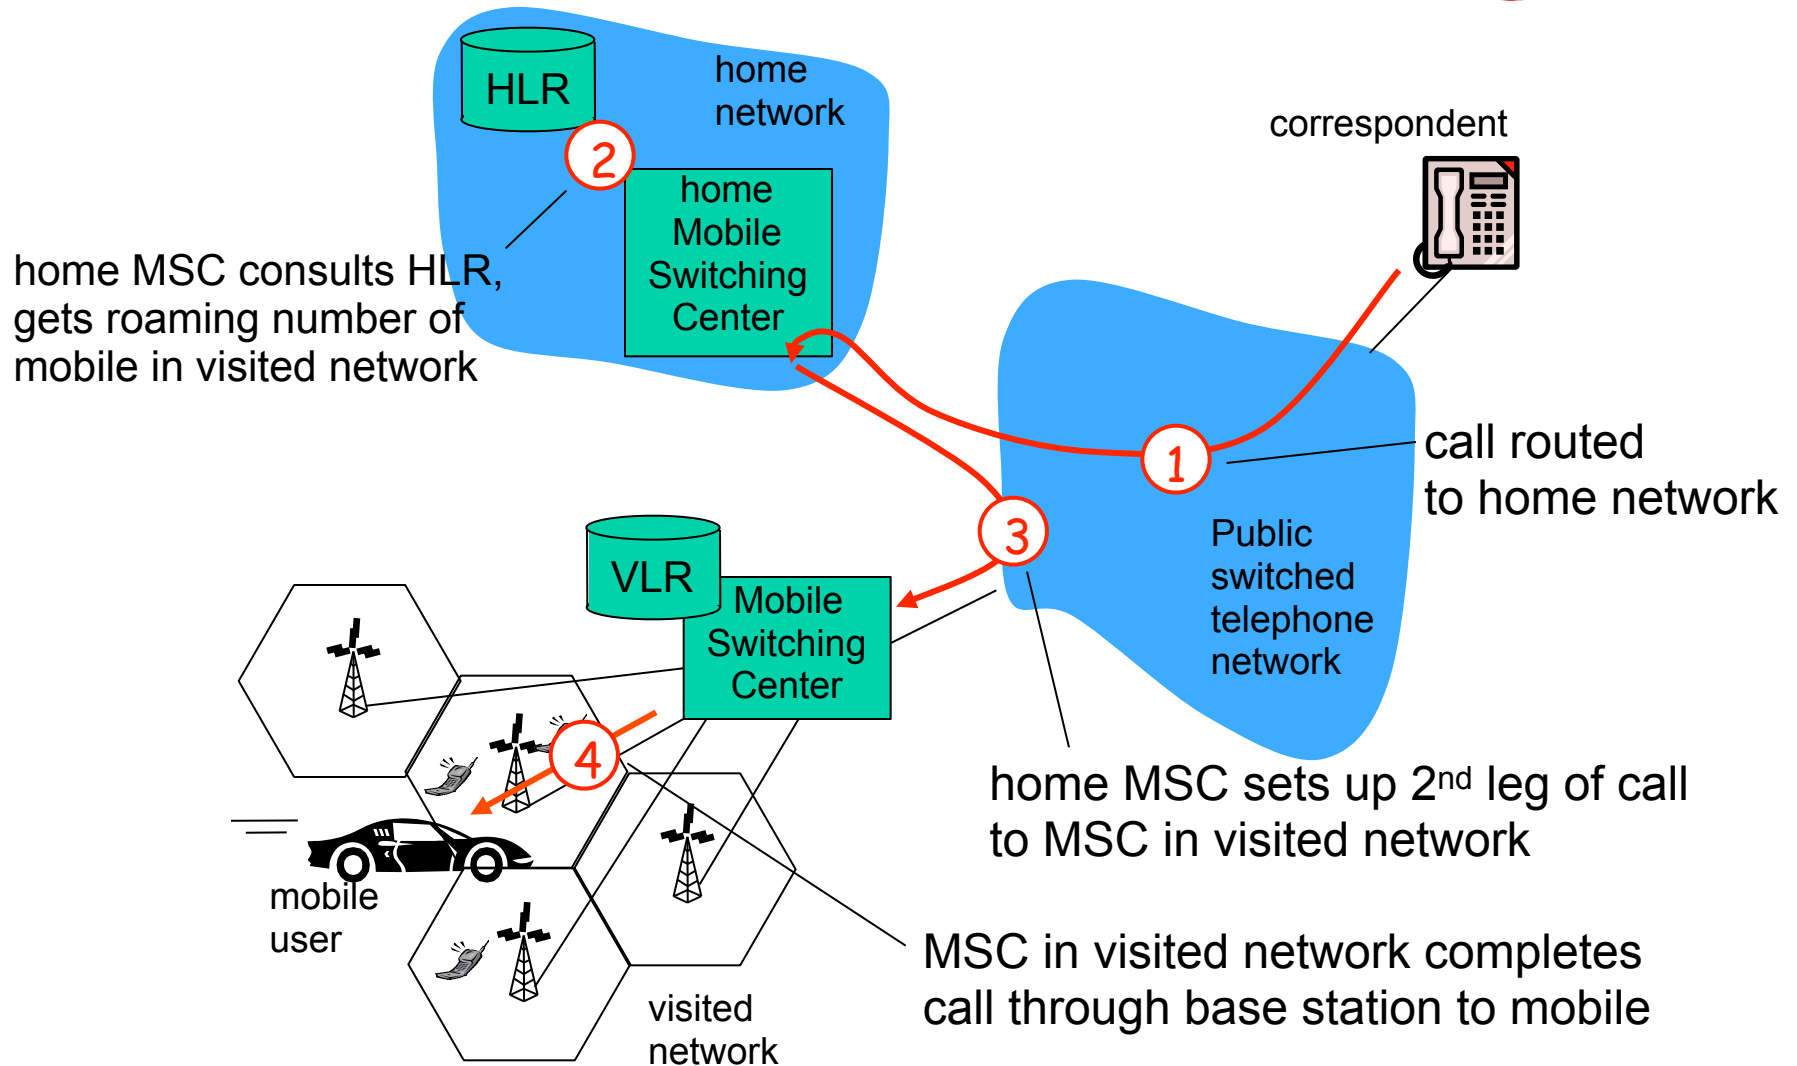 HLR
home
network
correspondent
2
home
Mobile
Switching
Center
home MSC consults HLR,
gets roaming number of
mobile in visited network
1
call routed
to home network
3
Public
switched
telephone
network
VLR
Mobile
Switching
Center
4
home MSC sets up 2nd leg of call
to MSC in visited network
mobile
user
MSC in visited network completes
call through base station to mobile
visited
network